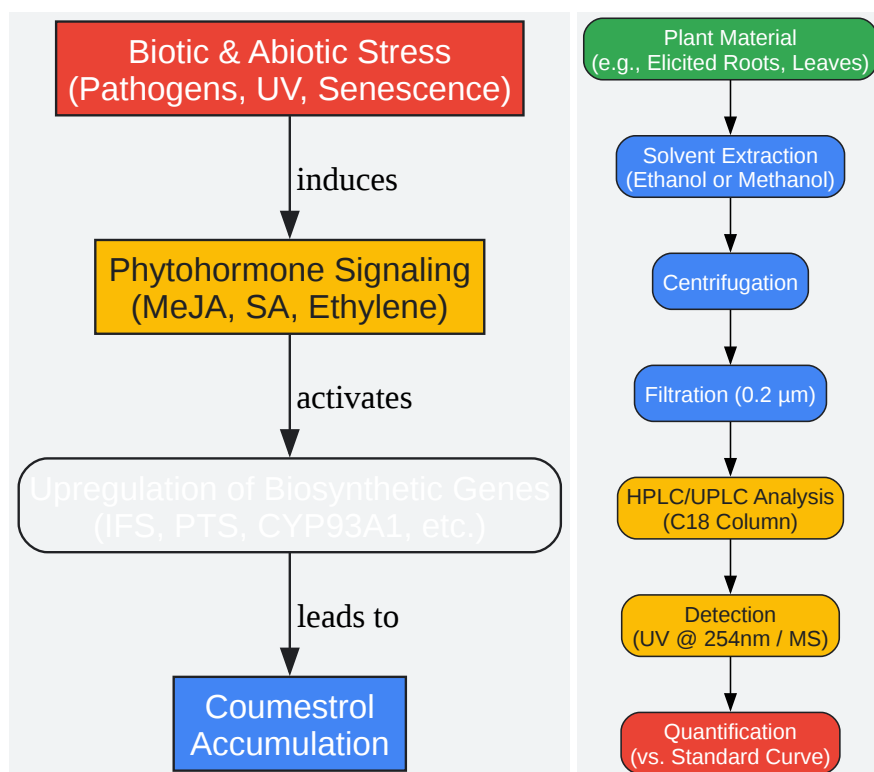 Biotic & Abiotic Stress
(Pathogens, UV, Senescence)
induces
Phytohormone Signaling
(MeJA, SA, Ethylene)
activates
Upregulation of Biosynthetic Genes
(IFS, PTS, CYP93A1, etc.)
leads to
Coumestrol
Accumulation
Plant Material
(e.g., Elicited Roots, Leaves)
Solvent Extraction
(Ethanol or Methanol)
Centrifugation
Filtration (0.2 µm)
HPLC/UPLC Analysis
(C18 Column)
Detection
(UV @ 254nm / MS)
Quantification
(vs. Standard Curve)